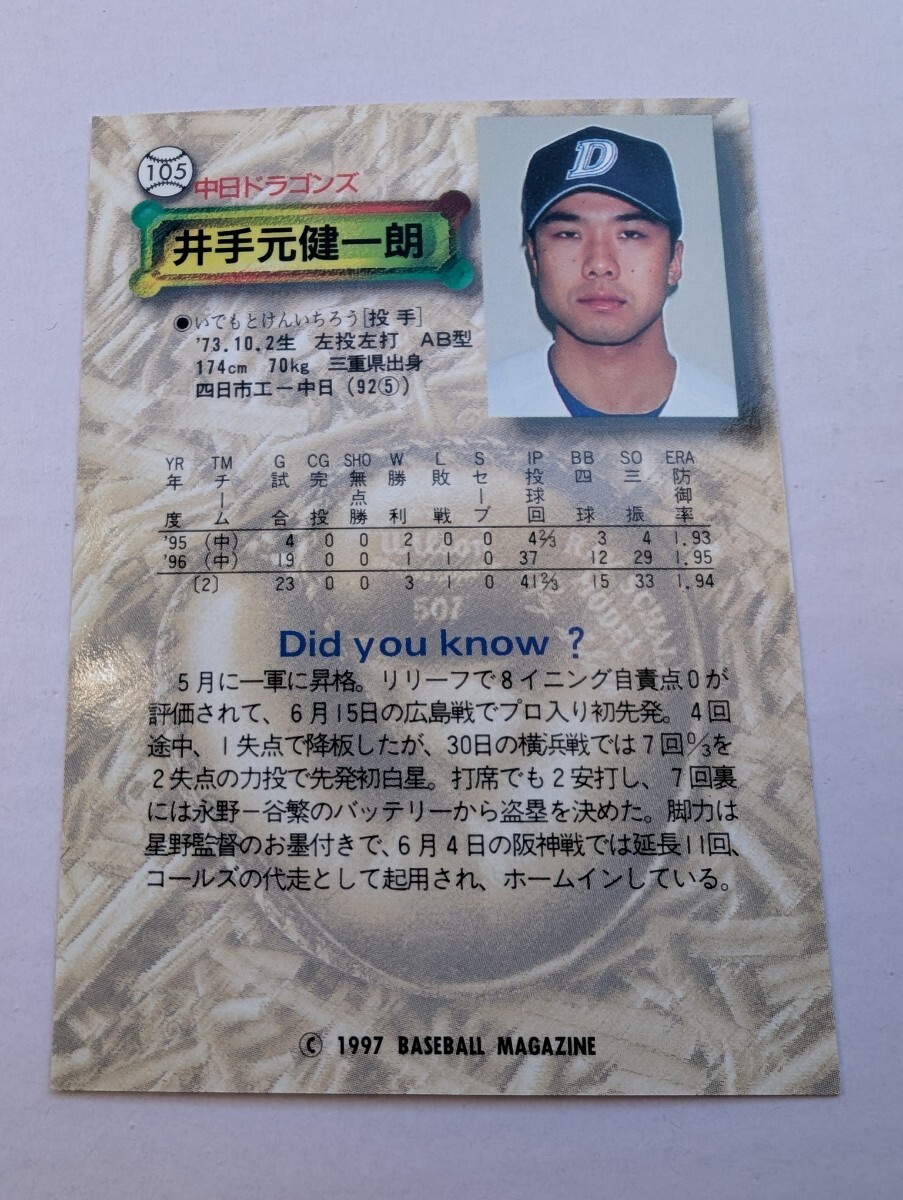 105
中日ドラゴンズ
D
井手元健一朗
●いでもとけんいちろう[投手]
'73.10.2生 左投左打 AB型
174cm 70kg 三重県出身
四日市工ー中日(92⑤)
YR TM G CG SHO W L S IP BB SO ERA
年度 チーム 試合 完投 無点勝 勝利 敗戦 セーブ 投球回 四球 三振 防御率
'95 (中) 4 0 0 2 0 0 4⅔ 3 4 1.93
'96 (中) 19 0 0 1 1 0 37 12 29 1.95
[2] 23 0 0 3 1 0 41⅔ 15 33 1.94
507
Did you know ?
5月に一軍に昇格。リリーフで8イニング自責点0が
評価されて、6月15日の広島戦でプロ入り初先発。4回
途中、1失点で降板したが、30日の横浜戦では7回0/3を
2失点の力投で先発初白星。打席でも2安打し、7回裏
には永野ー谷繁のバッテリーから盗塁を決めた。脚力は
星野監督のお墨付きで、6月4日の阪神戦では延長11回、
コールズの代走として起用され、ホームインしている。
© 1997 BASEBALL MAGAZINE